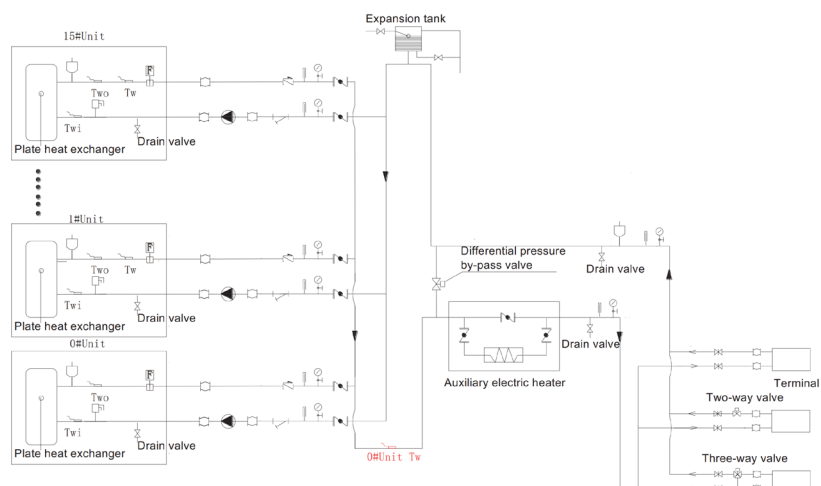 Expansion tank
15#Unit
F
Two
Tw
Twi
Drain valve
Plate heat exchanger
1#Unit
F
Two
Tw
Twi
Drain valve
Plate heat exchanger
Differential pressure
by-pass valve
Drain valve
0#Unit
F
Two
Twi
Drain valve
Plate heat exchanger
Drain valve
Auxiliary electric heater
Terminal
Two-way valve
0#Unit Tw
Three-way valve